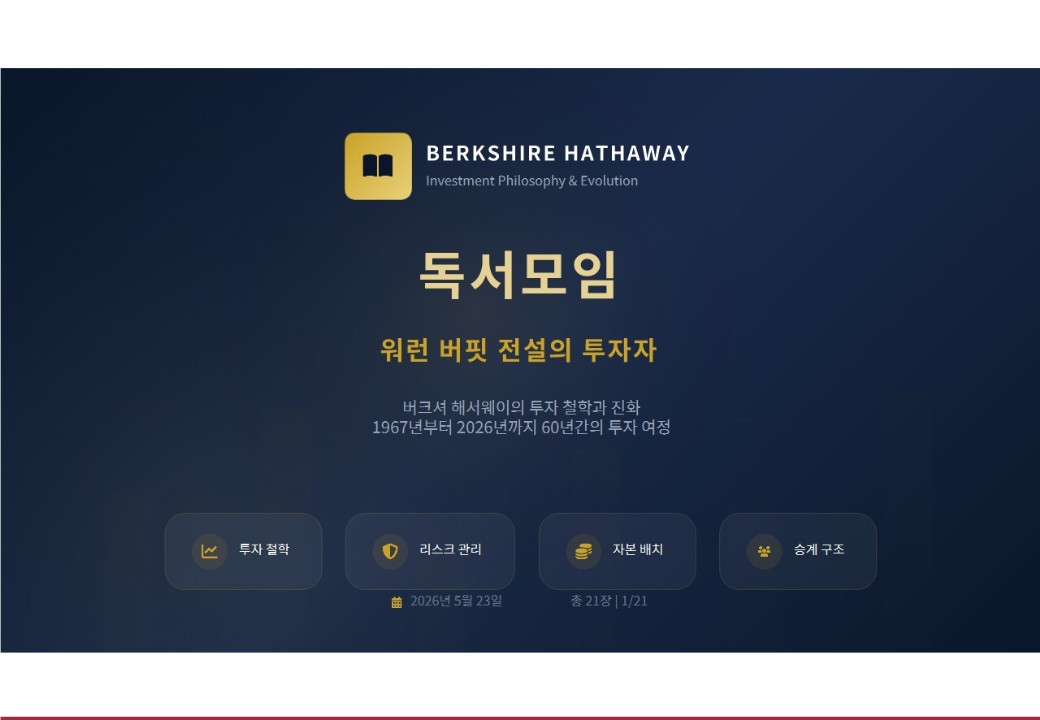 BERKSHIRE HATHAWAY
Investment Philosophy & Evolution
독서모임
워런 버핏 전설의 투자자
버크셔 해서웨이의 투자 철학과 진화
1967년부터 2026년까지 60년간의 투자 여정
투자 철학
리스크 관리
자본 배치
승계 구조
2026년 5월 23일
총 21장 | 1/21